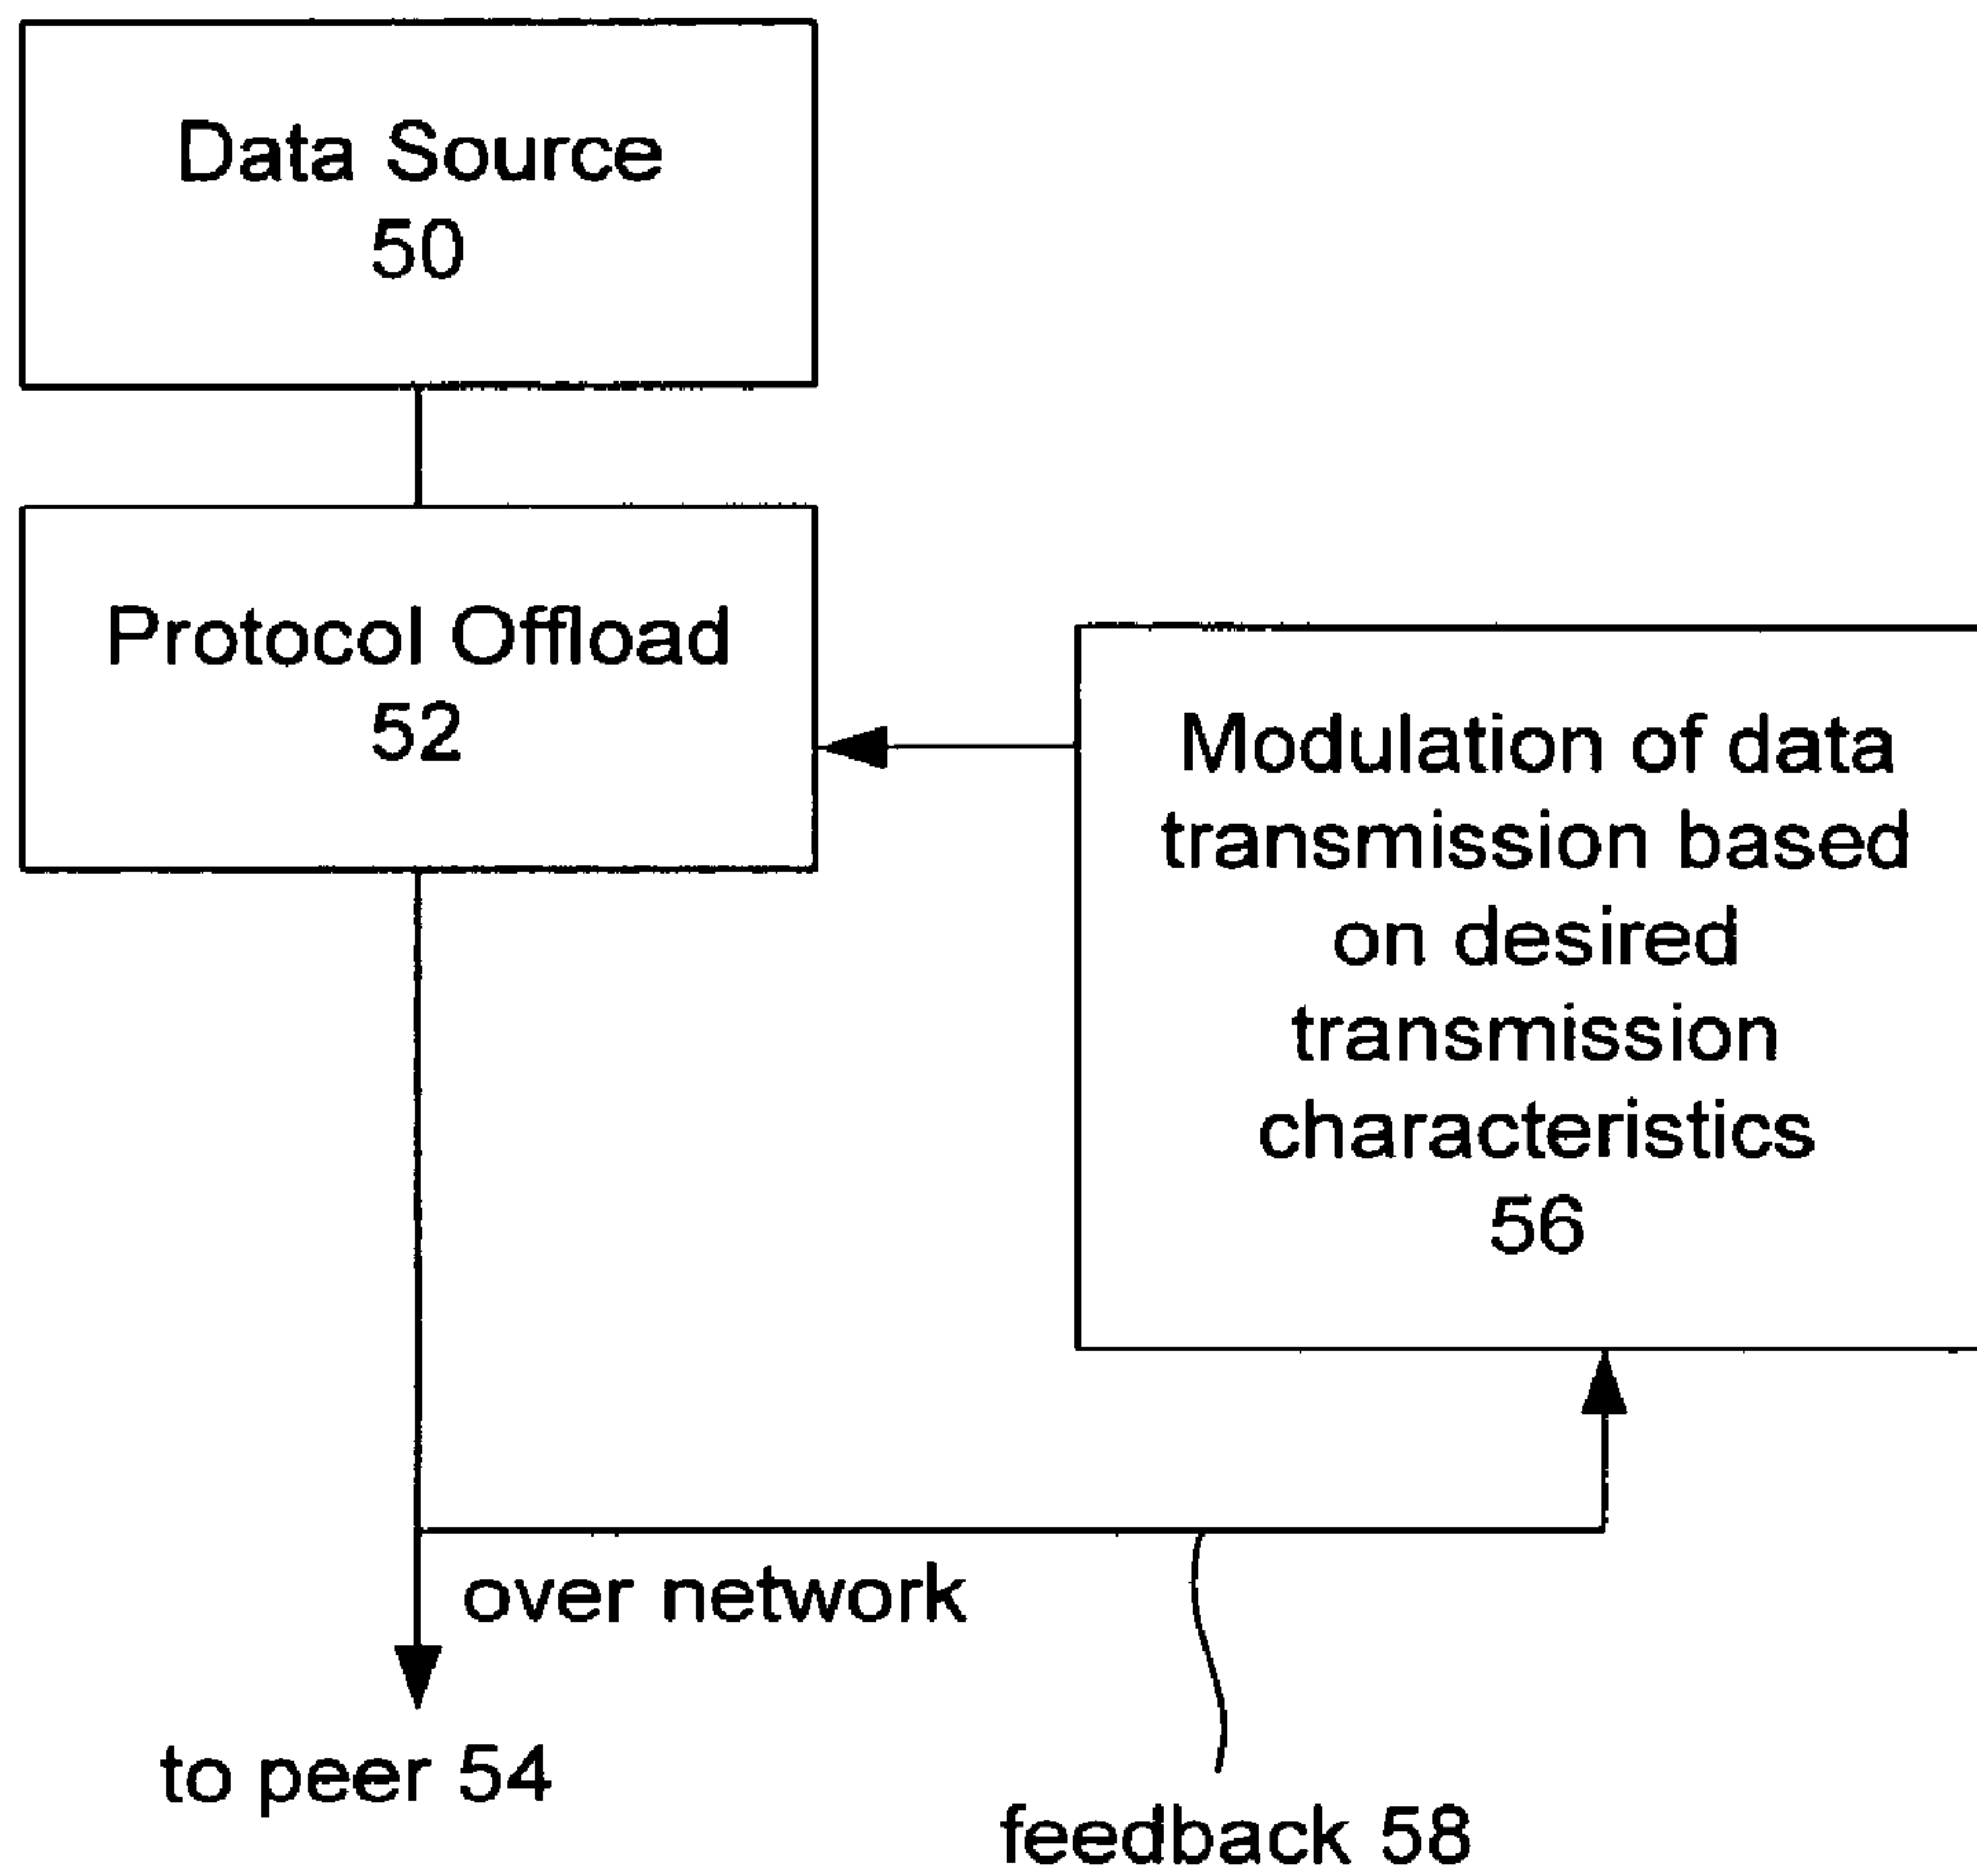 Data Source
50
Protocol Offload
52
Modulation of data
transmission based
on desired
transmission
characteristics
56
over network
to peer 54
feedback 58